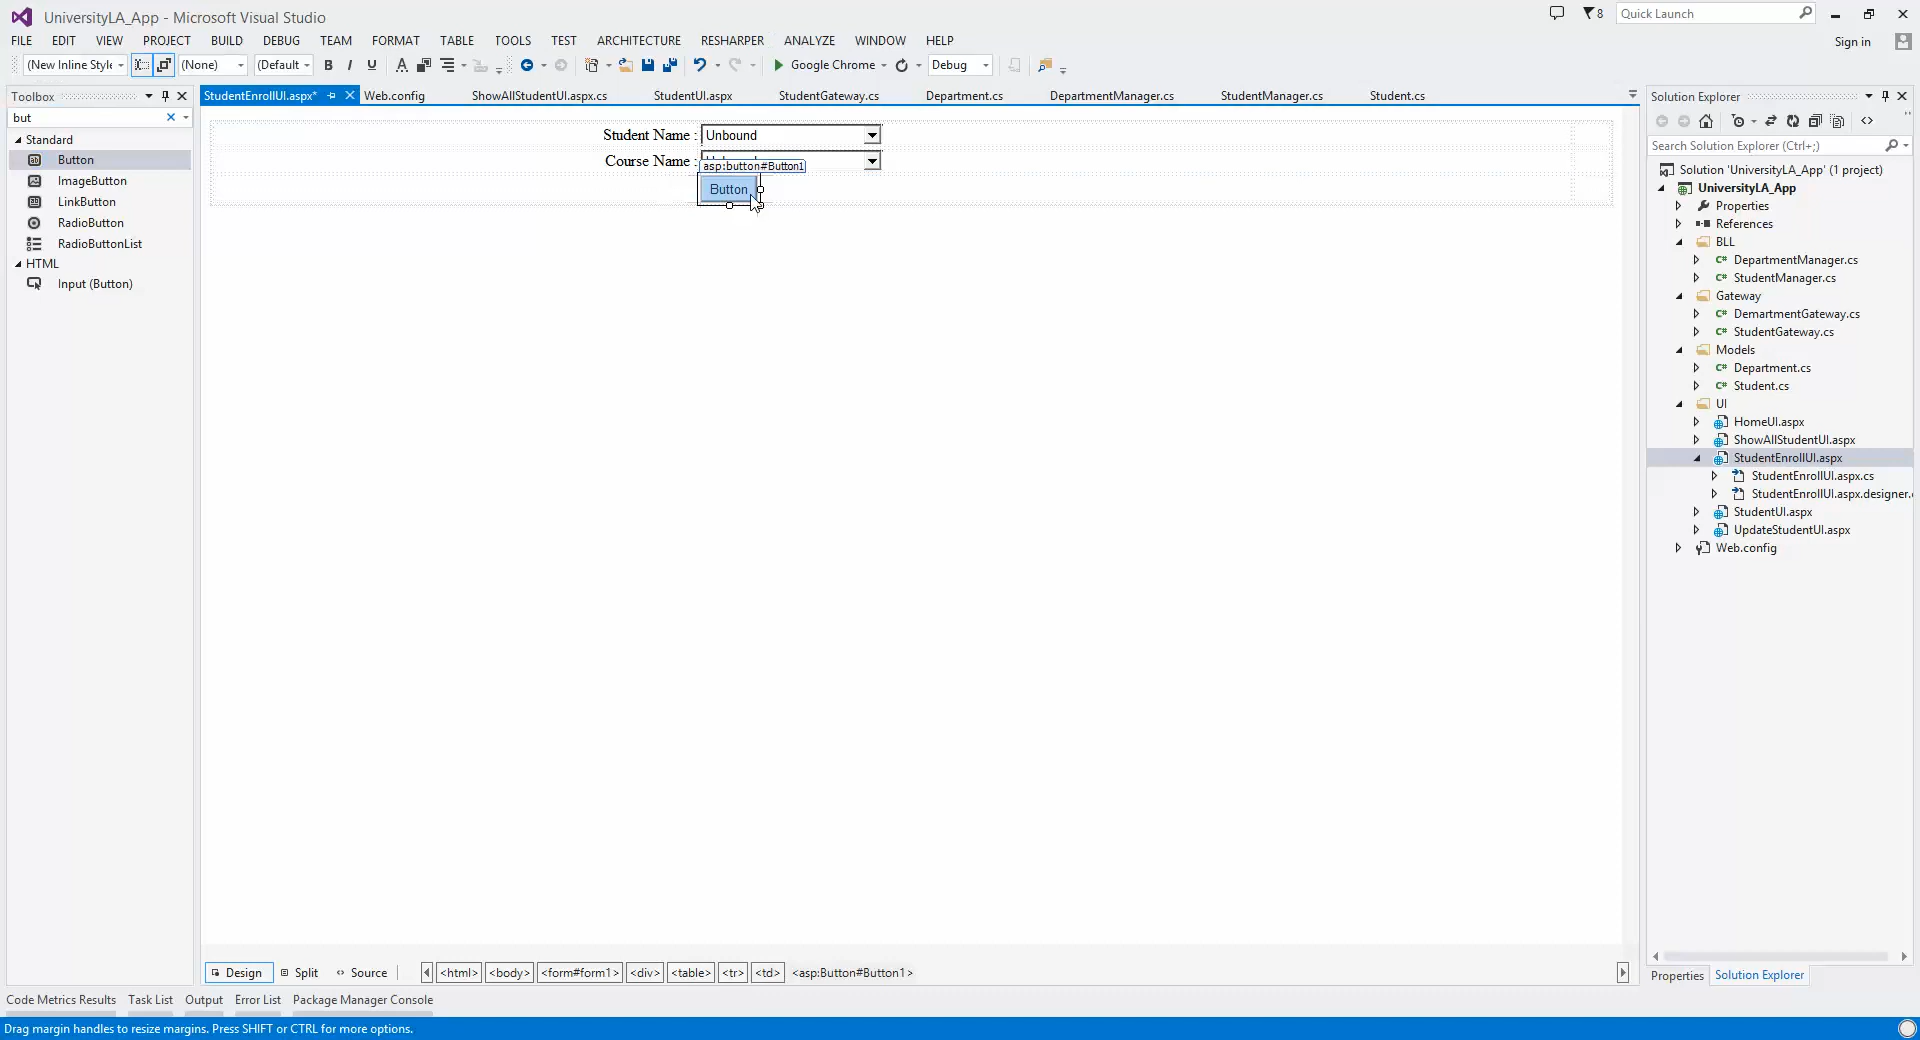 UniversityLA_App - Microsoft Visual Studio
8
Quick Launch
FILE EDIT VIEW PROJECT BUILD DEBUG TEAM FORMAT TABLE TOOLS TEST ARCHITECTURE RESHARPER ANALYZE WINDOW HELP
Sign in
(New Inline Style (None) (Default B I U A Google Chrome Debug
Toolbox
but
Standard
Button
ImageButton
LinkButton
RadioButton
RadioButtonList
HTML
Input (Button)
StudentEnrollUI.aspx* Web.config ShowAllStudentUI.aspx.cs StudentUI.aspx StudentGateway.cs Department.cs DepartmentManager.cs StudentManager.cs Student.cs
Student Name : Unbound
Course Name :
asp:button#Button1
Button
Solution Explorer
Search Solution Explorer (Ctrl+;)
Solution 'UniversityLA_App' (1 project)
UniversityLA_App
Properties
References
BLL
DepartmentManager.cs
StudentManager.cs
Gateway
DemartmentGateway.cs
StudentGateway.cs
Models
Department.cs
Student.cs
UI
HomeUI.aspx
ShowAllStudentUI.aspx
StudentEnrollUI.aspx
StudentEnrollUI.aspx.cs
StudentEnrollUI.aspx.designer.
StudentUI.aspx
UpdateStudentUI.aspx
Web.config
Design Split Source <html> <body> <form#form1> <div> <table> <tr> <td> <asp:Button#Button1>
Properties Solution Explorer
Code Metrics Results Task List Output Error List Package Manager Console
Drag margin handles to resize margins. Press SHIFT or CTRL for more options.